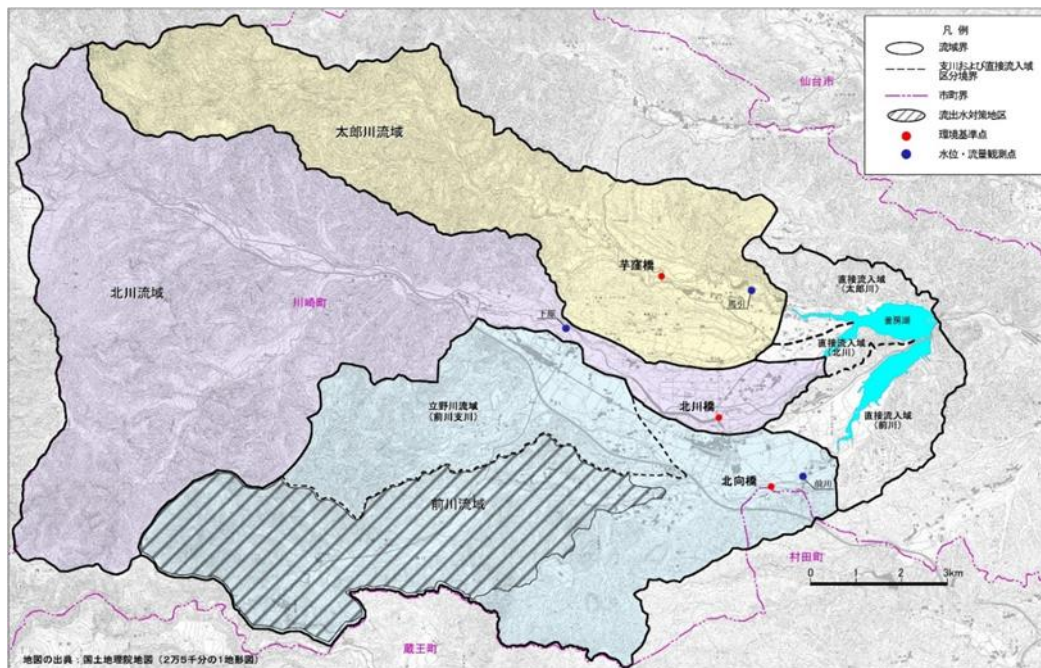 凡 例
流域界
支川および直接流入域
区分境界
市町界
流出水対策地区
環境基準点
水位・流量観測点
仙台市
太郎川流域
芋窪橋
直接流入域
(太郎川)
釜房湖
北川流域
川崎町
直接流入域
(北川)
立野川流域
(前川支川)
北川橋
直接流入域
(前川)
前川流域
北向橋
前川
村田町
0 1 2 3km
蔵王町
地図の出典:国土地理院地図(2万5千分の1地形図)